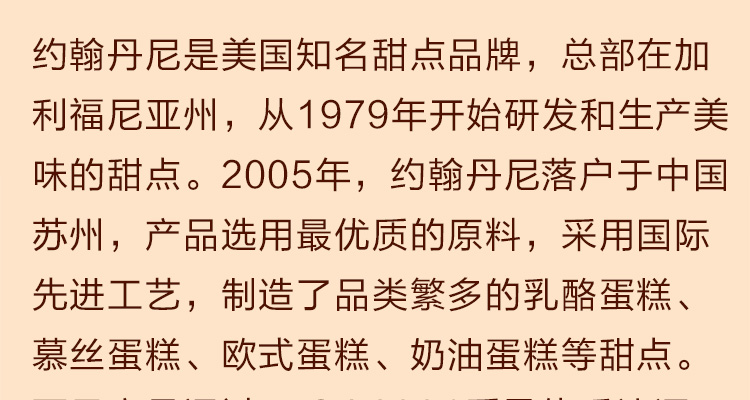 约翰丹尼是美国知名甜点品牌，总部在加
利福尼亚州，从1979年开始研发和生产美
味的甜点。2005年，约翰丹尼落户于中国
苏州，产品选用最优质的原料，采用国际
先进工艺，制造了品类繁多的乳酪蛋糕、
慕丝蛋糕、欧式蛋糕、奶油蛋糕等甜点。